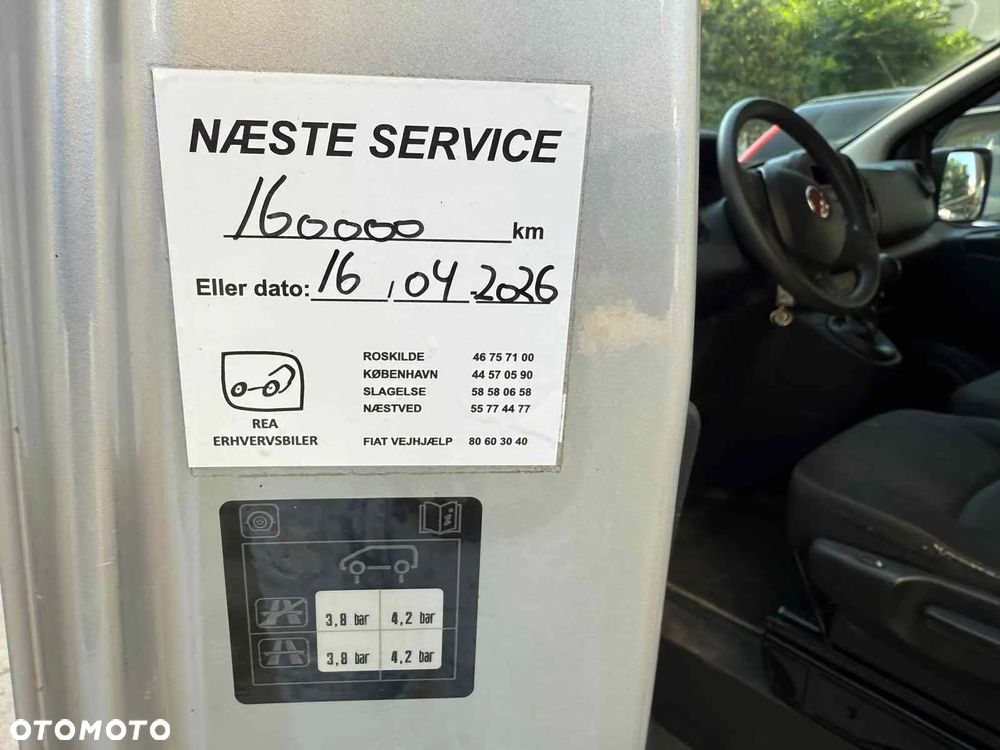 NÆSTE SERVICE
160000 km
Eller dato: 16,04-2026
ROSKILDE 46 75 71 00
KØBENHAVN 44 57 05 90
SLAGELSE 58 58 06 58
NÆSTVED 55 77 44 77
REA
ERHVERVSBILER
FIAT VEJHJÆLP 80 60 30 40
3,8 bar 4,2 bar
3,8 bar 4,2 bar
OTOMOTO